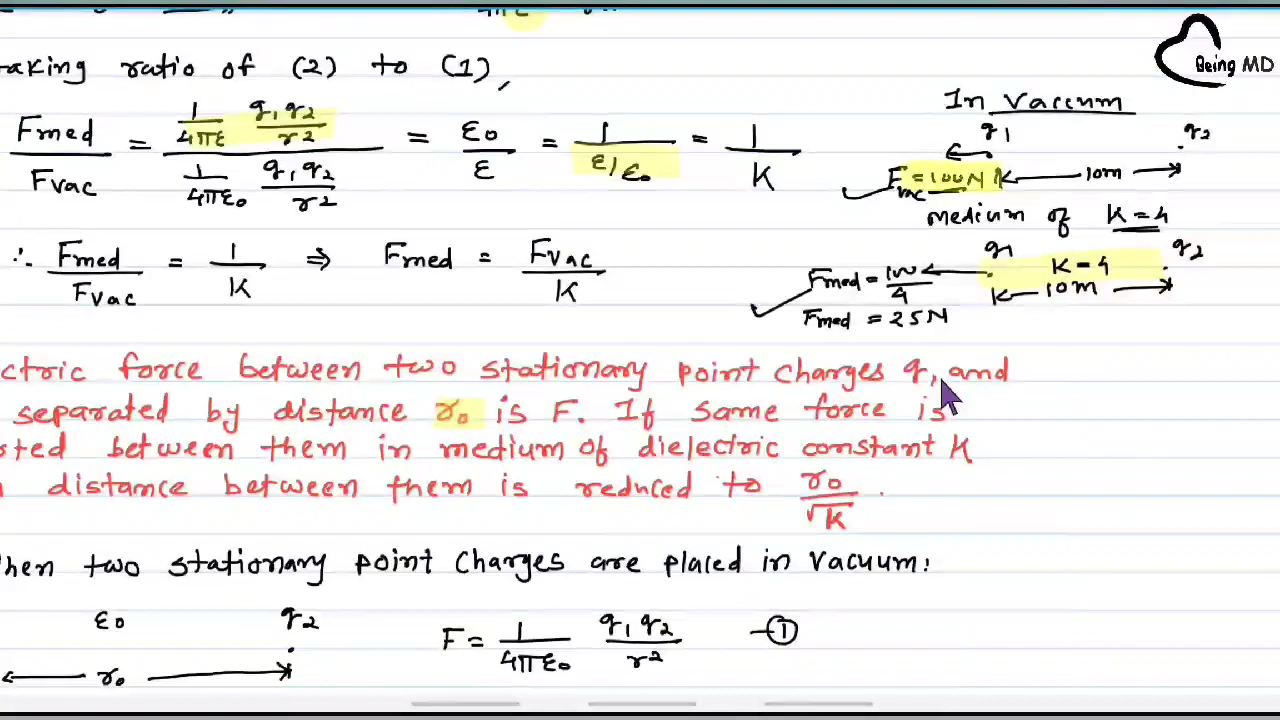 taking ratio of (2) to (1),
Being MD
Fmed/Fvac = (1/4πε q1q2/r²)/(1/4πε0 q1q2/r²) = ε0/ε = 1/(ε/ε0) = 1/K
∴ Fmed/Fvac = 1/K ⇒ Fmed = Fvac/K
In vaccum
q1 q2
Fvac = 100N 10m
medium of K=4
q1 K=4 q2
Fmed = 100/4 10m
Fmed = 25N
ctric force between two stationary point charges q1 and
separated by distance r0 is F. If same force is
ted between them in medium of dielectric constant K
distance between them is reduced to r0/√K.
hen two stationary point charges are placed in vacuum:
ε0 q2
r0
F = 1/4πε0 q1q2/r² —①